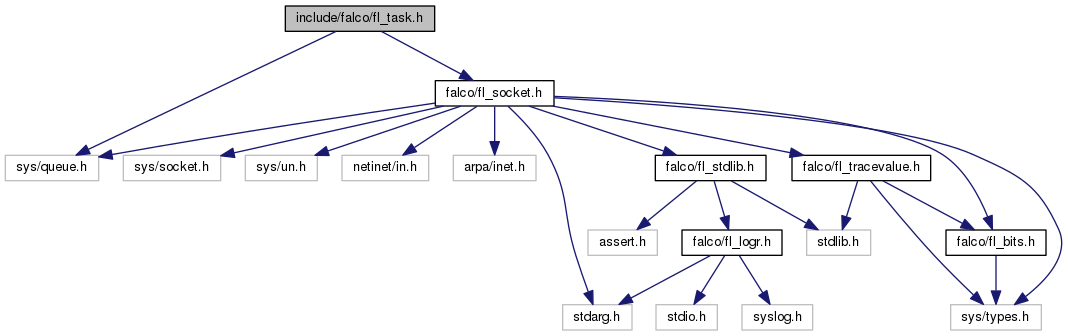 include/falco/fl_task.h
falco/fl_socket.h
sys/queue.h
sys/socket.h
sys/un.h
netinet/in.h
arpa/inet.h
falco/fl_stdlib.h
falco/fl_tracevalue.h
assert.h
falco/fl_logr.h
stdlib.h
falco/fl_bits.h
stdarg.h
stdio.h
syslog.h
sys/types.h